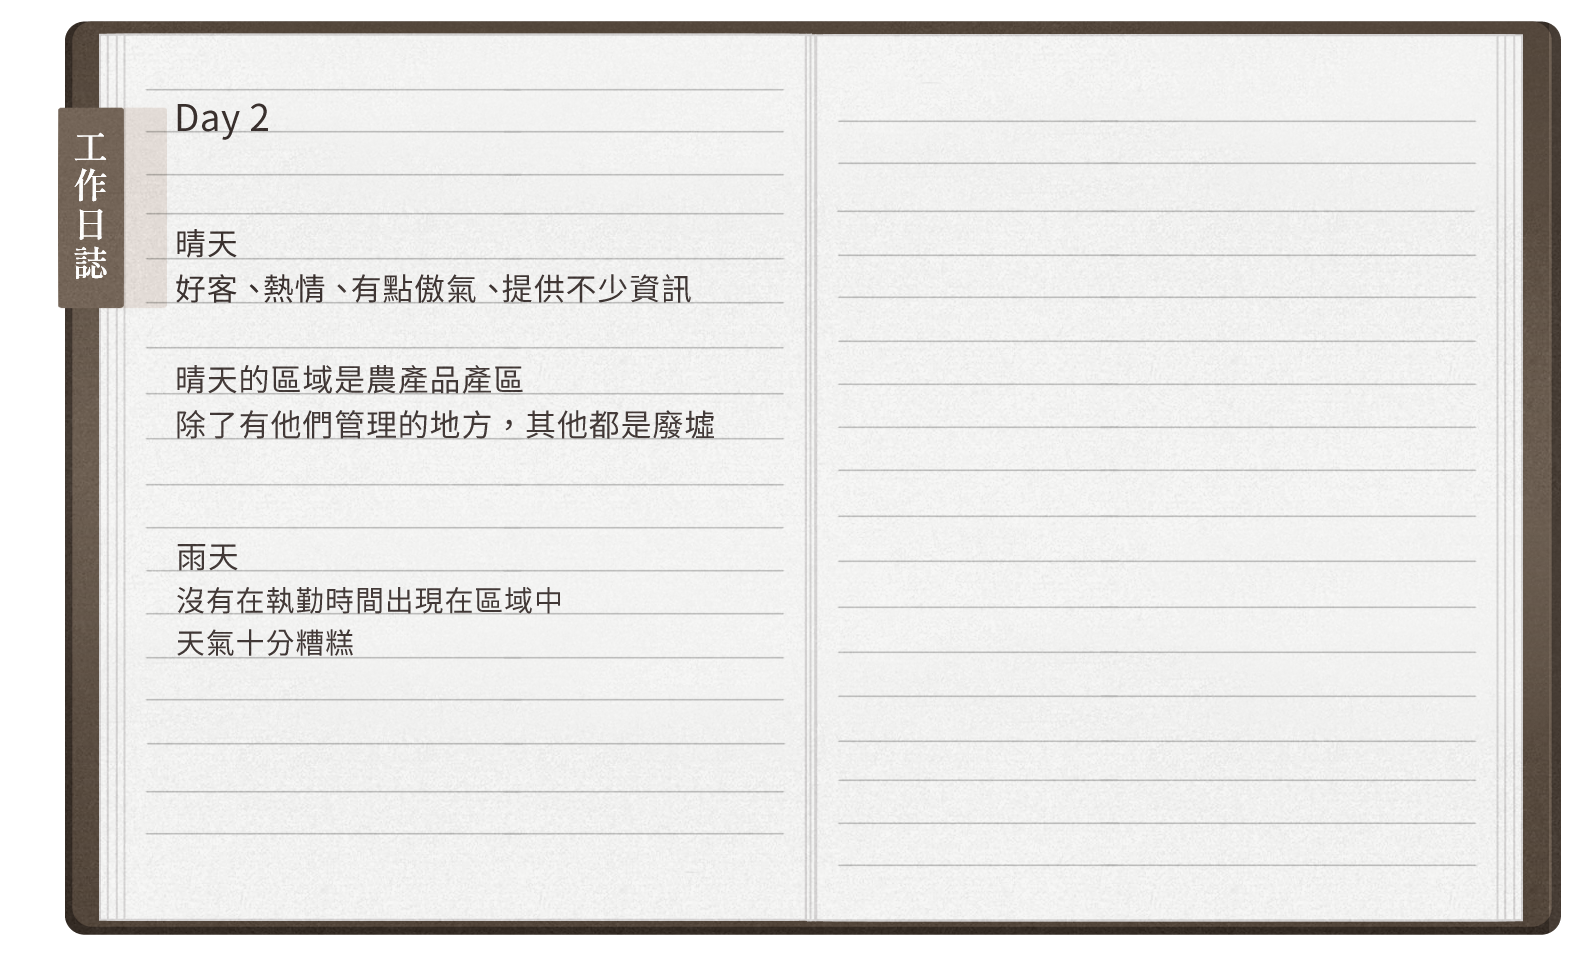 工作日誌
Day 2
晴天
好客、熱情、有點傲氣、提供不少資訊
晴天的區域是農產品產區
除了有他們管理的地方，其他都是廢墟
雨天
沒有在執勤時間出現在區域中
天氣十分糟糕